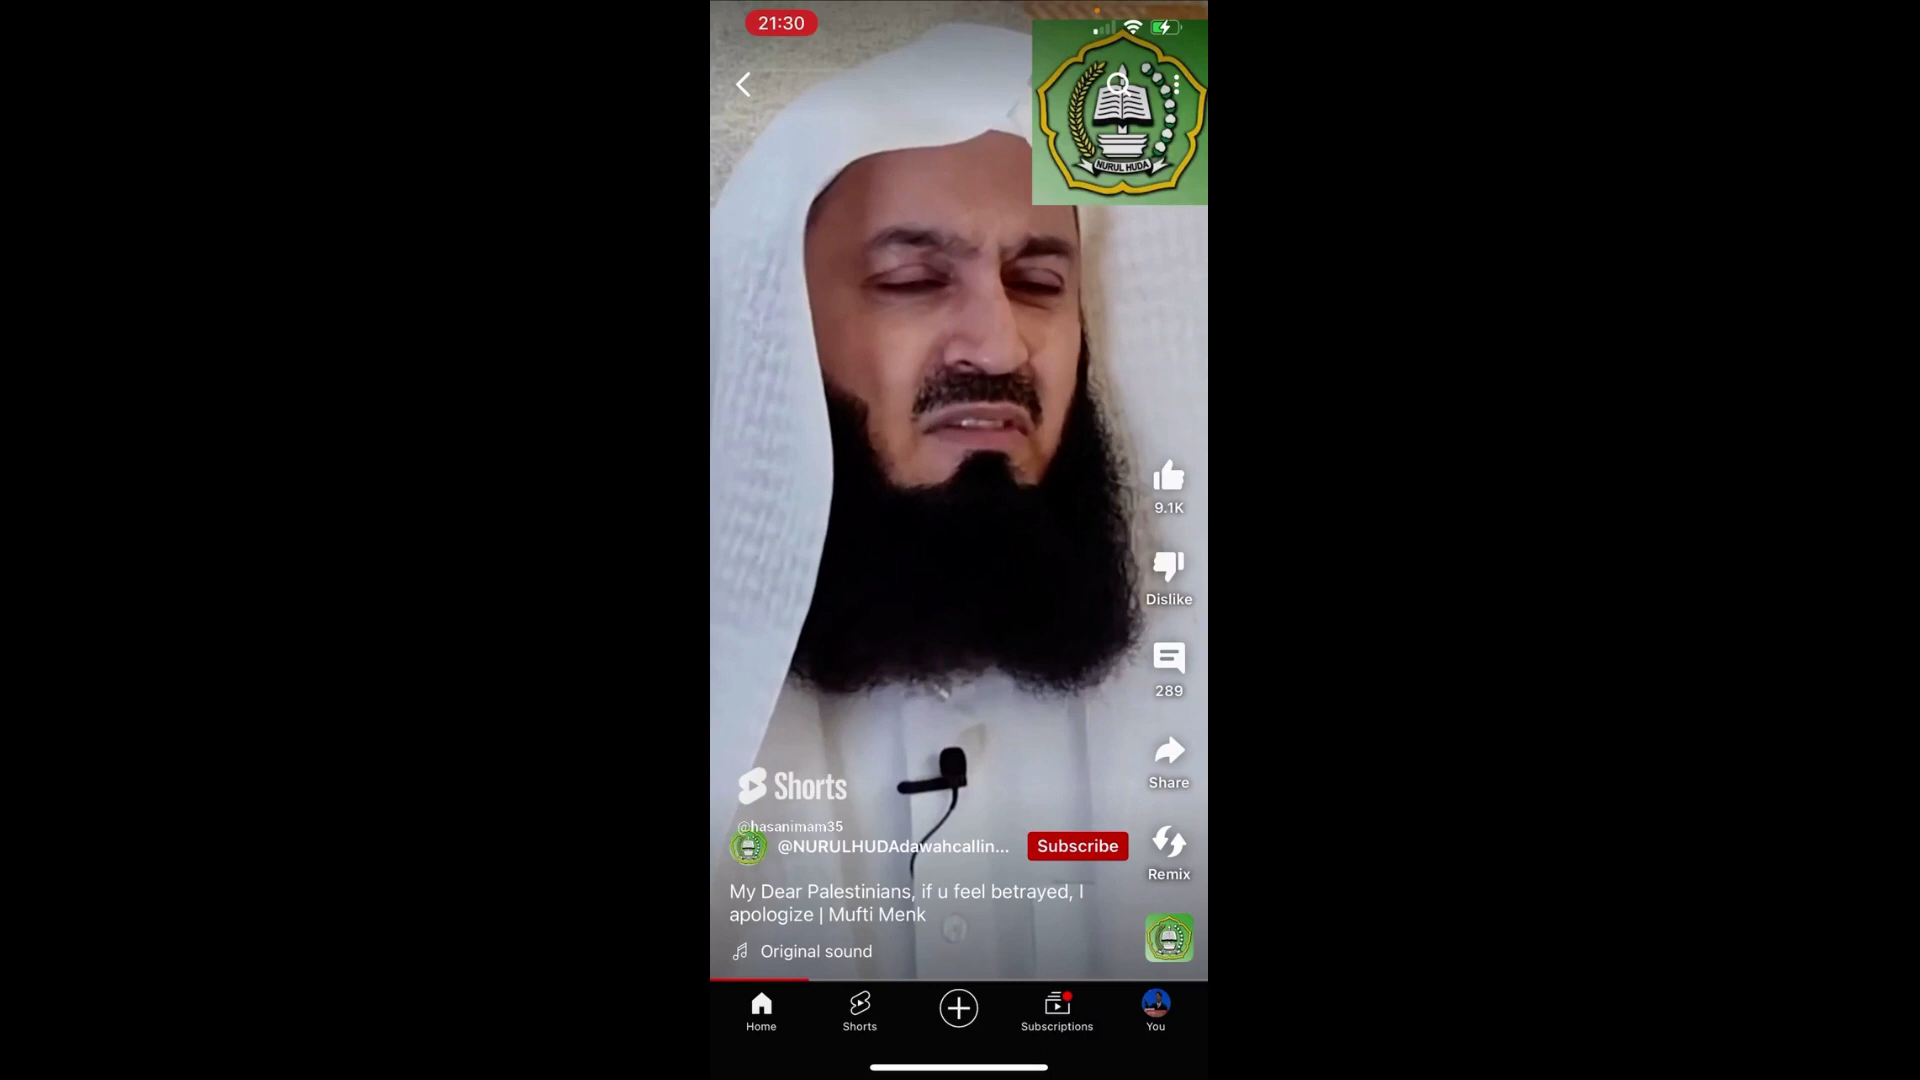 21:30
NURUL HUDA
9.1K
Dislike
289
Share
Shorts
@hasanimam35
@NURULHUDAdawahcallin...
Subscribe
Remix
My Dear Palestinians, if u feel betrayed, I
apologize | Mufti Menk
Original sound
Home
Shorts
Subscriptions
You